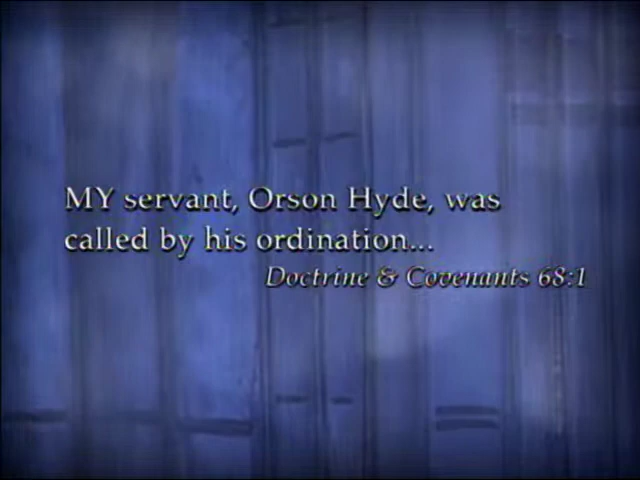 MY servant, Orson Hyde, was
called by his ordination...
Doctrine & Covenants 68:1